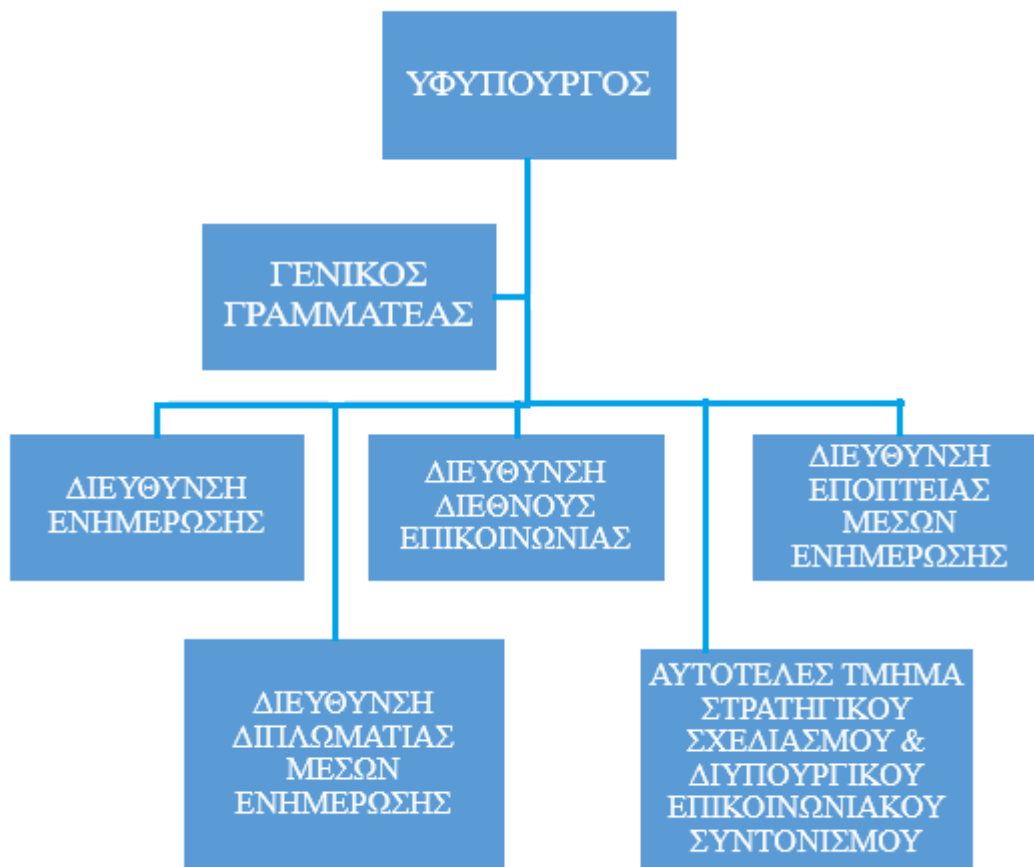 ΥΦΥΠΟΥΡΓΟΣ
ΓΕΝΙΚΟΣ
ΓΡΑΜΜΑΤΕΑΣ
ΔΙΕΥΘΥΝΣΗ
ΕΝΗΜΕΡΩΣΗΣ
ΔΙΕΥΘΥΝΣΗ
ΔΙΕΘΝΟΥΣ
ΕΠΙΚΟΙΝΩΝΙΑΣ
ΔΙΕΥΘΥΝΣΗ
ΕΠΟΠΤΕΙΑΣ
ΜΕΣΩΝ
ΕΝΗΜΕΡΩΣΗΣ
ΔΙΕΥΘΥΝΣΗ
ΔΙΠΛΩΜΑΤΙΑΣ
ΜΕΣΩΝ
ΕΝΗΜΕΡΩΣΗΣ
ΑΥΤΟΤΕΛΕΣ ΤΜΗΜΑ
ΣΤΡΑΤΗΓΙΚΟΥ
ΣΧΕΔΙΑΣΜΟΥ &
ΔΙΥΠΟΥΡΓΙΚΟΥ
ΕΠΙΚΟΙΝΩΝΙΑΚΟΥ
ΣΥΝΤΟΝΙΣΜΟΥ